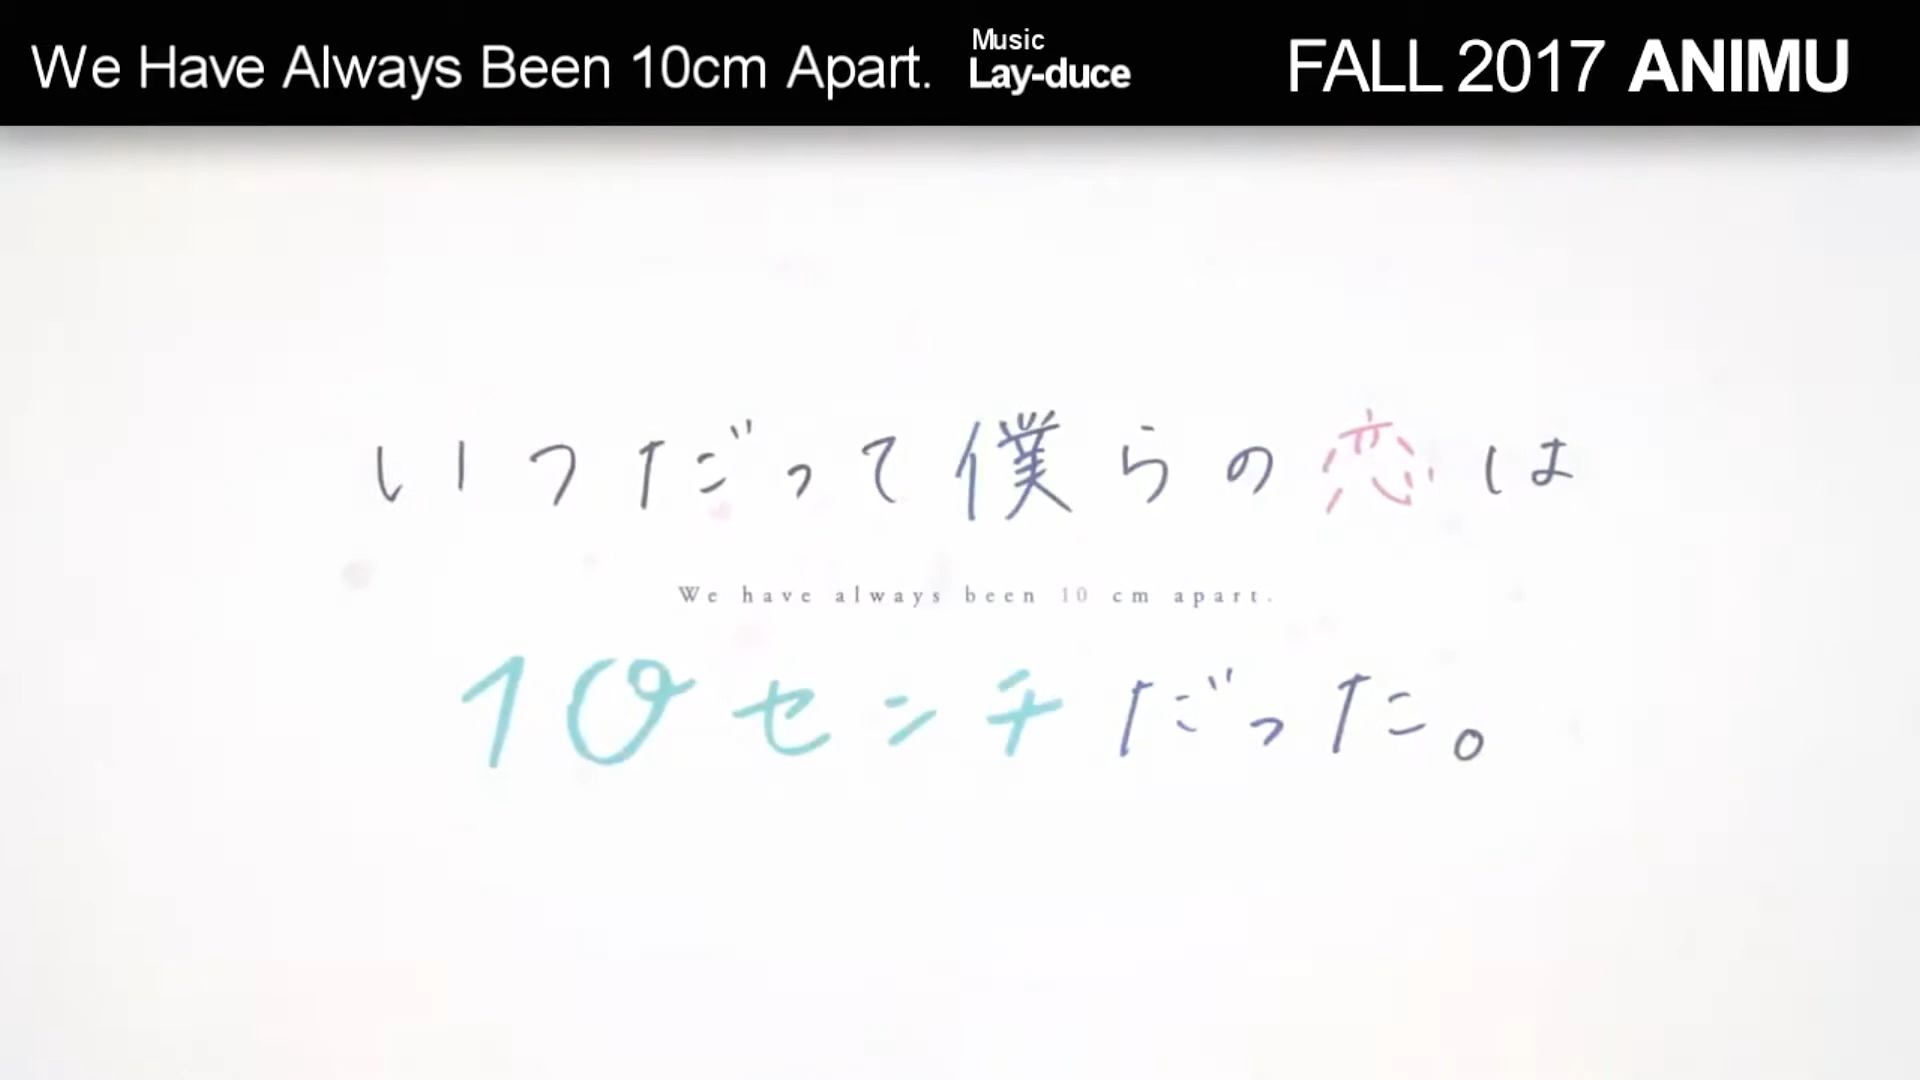 We Have Always Been 10cm Apart.
Music
Lay-duce
FALL 2017 ANIMU
いつだって僕らの恋は
We have always been 10 cm apart.
10センチだった。